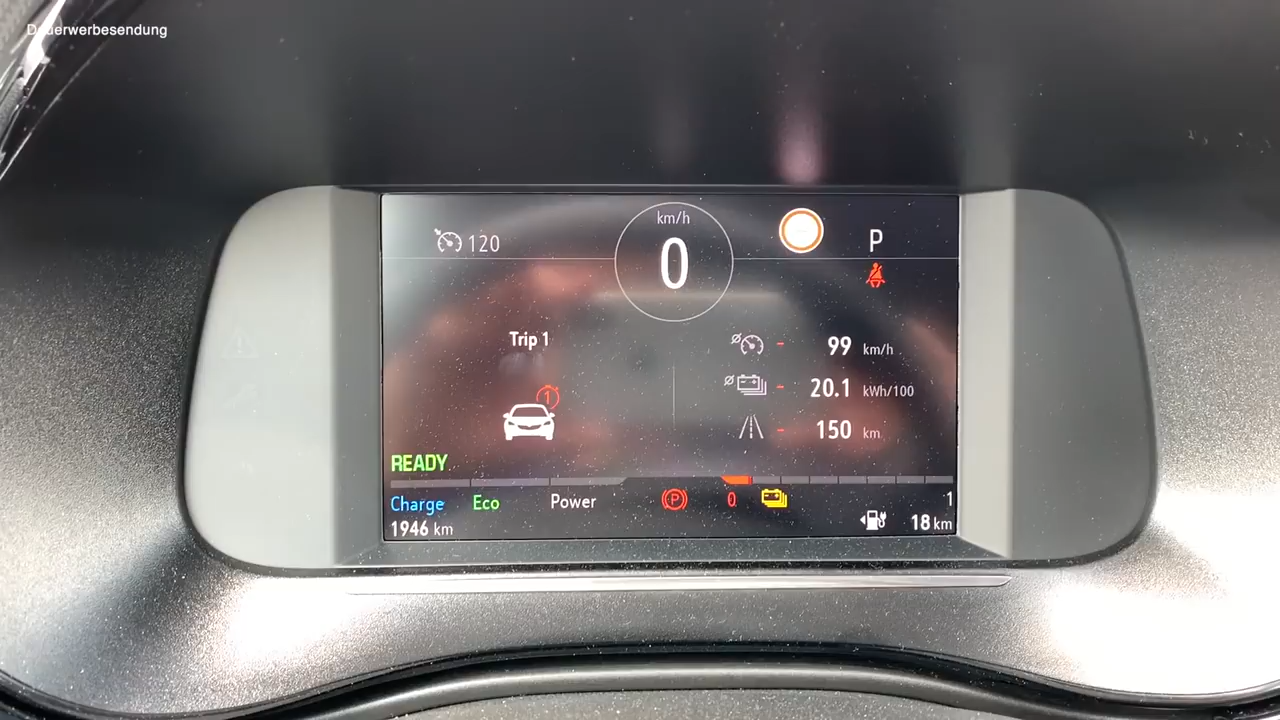 Dauerwerbesendung
km/h
0
120
P
Trip 1
1
99 km/h
20.1 kWh/100
150 km
READY
Charge Eco Power
P
0
1
1946 km
18 km